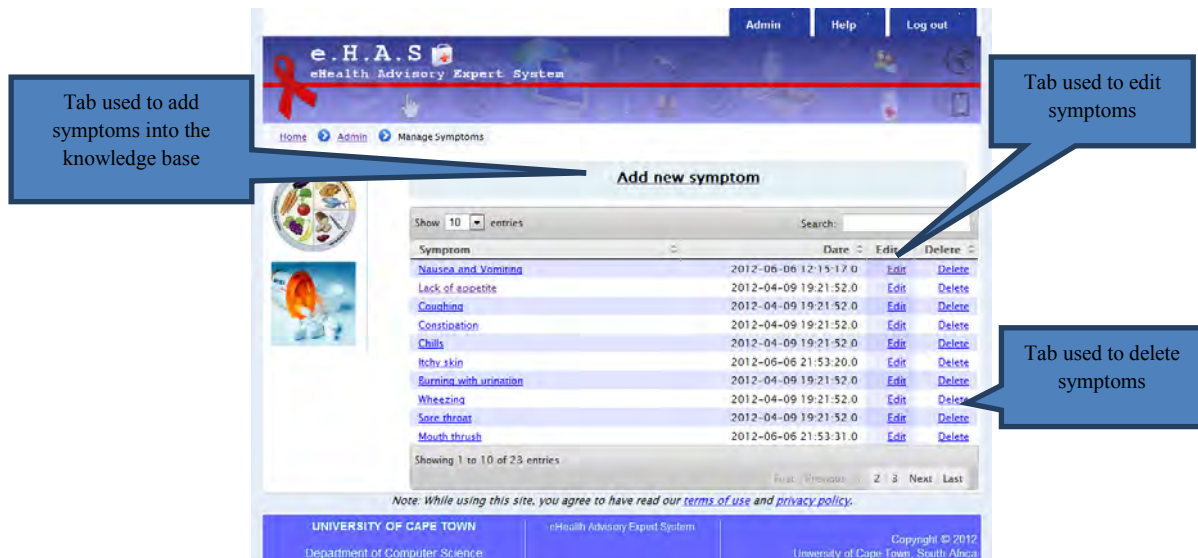 Admin Help Log out
e.H.A.S
eHealth Advisory Expert System
Tab used to add
symptoms into the
knowledge base
Tab used to edit
symptoms
Home Admin Manage Symptoms
Add new symptom
Show 10 entries Search:
Symptom Date Edit Delete
Nausea and Vomiting 2012-06-06 12:15:17.0 Edit Delete
Lack of appetite 2012-04-09 19:21:52.0 Edit Delete
Coughing 2012-04-09 19:21:52.0 Edit Delete
Constipation 2012-04-09 19:21:52.0 Edit Delete
Chills 2012-04-09 19:21:52.0 Edit Delete
Itchy skin 2012-06-06 21:53:20.0 Edit Delete
Burning with urination 2012-04-09 19:21:52.0 Edit Delete
Wheezing 2012-04-09 19:21:52.0 Edit Delete
Sore throat 2012-04-09 19:21:52.0 Edit Delete
Mouth thrush 2012-06-06 21:53:31.0 Edit Delete
Tab used to delete
symptoms
Showing 1 to 10 of 23 entries
First Previous 2 3 Next Last
Note: While using this site, you agree to have read our terms of use and privacy policy.
UNIVERSITY OF CAPE TOWN eHealth Advisory Expert System
Copyright © 2012
Department of Computer Science University of Cape Town, South Africa